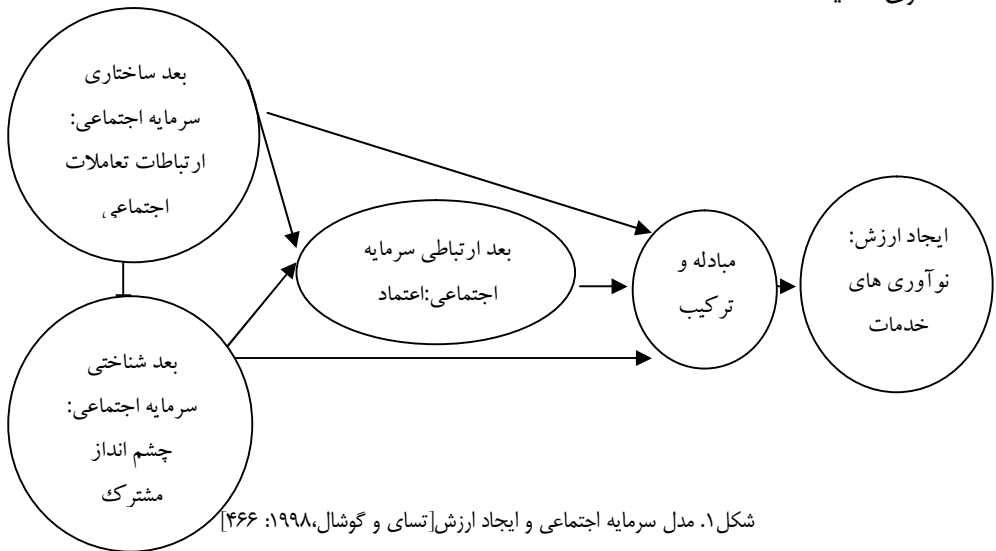 بعد ساختاری
سرمایه اجتماعی:
ارتباطات تعاملات
اجتماعی
بعد ارتباطی سرمایه
اجتماعی:اعتماد
مبادله و
ترکیب
ایجاد ارزش:
نوآوری های
خدمات
بعد شناختی
سرمایه اجتماعی:
چشم انداز
مشترك
شکل۱. مدل سرمایه اجتماعی و ایجاد ارزش[تسای و گوشال،۱۹۹۸: ۴۶۶]